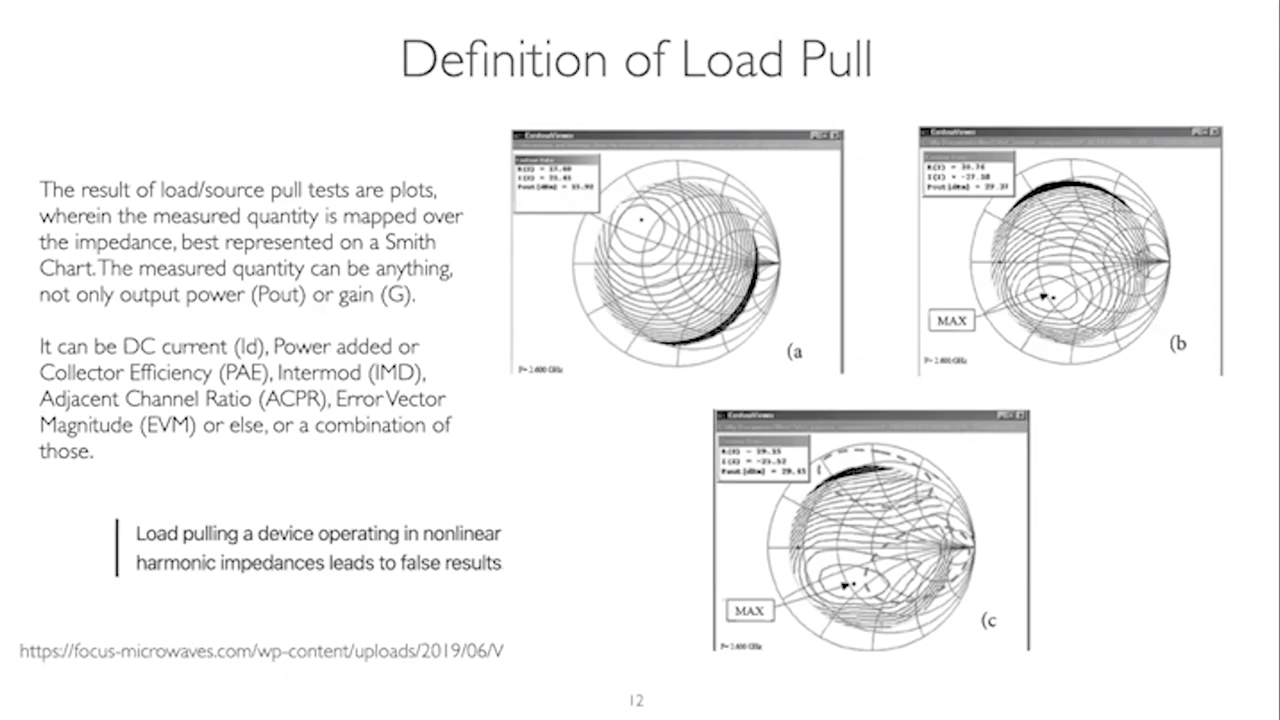 Definition of Load Pull
The result of load/source pull tests are plots,
wherein the measured quantity is mapped over
the impedance, best represented on a Smith
Chart. The measured quantity can be anything,
not only output power (Pout) or gain (G).
It can be DC current (Id), Power added or
Collector Efficiency (PAE), Intermod (IMD),
Adjacent Channel Ratio (ACPR), Error Vector
Magnitude (EVM) or else, or a combination of
those.
Load pulling a device operating in nonlinear
harmonic impedances leads to false results
https://focus-microwaves.com/wp-content/uploads/2019/06/V
ContourViewer
(a
ContourViewer
MAX
(b
ContourViewer
MAX
(c
12